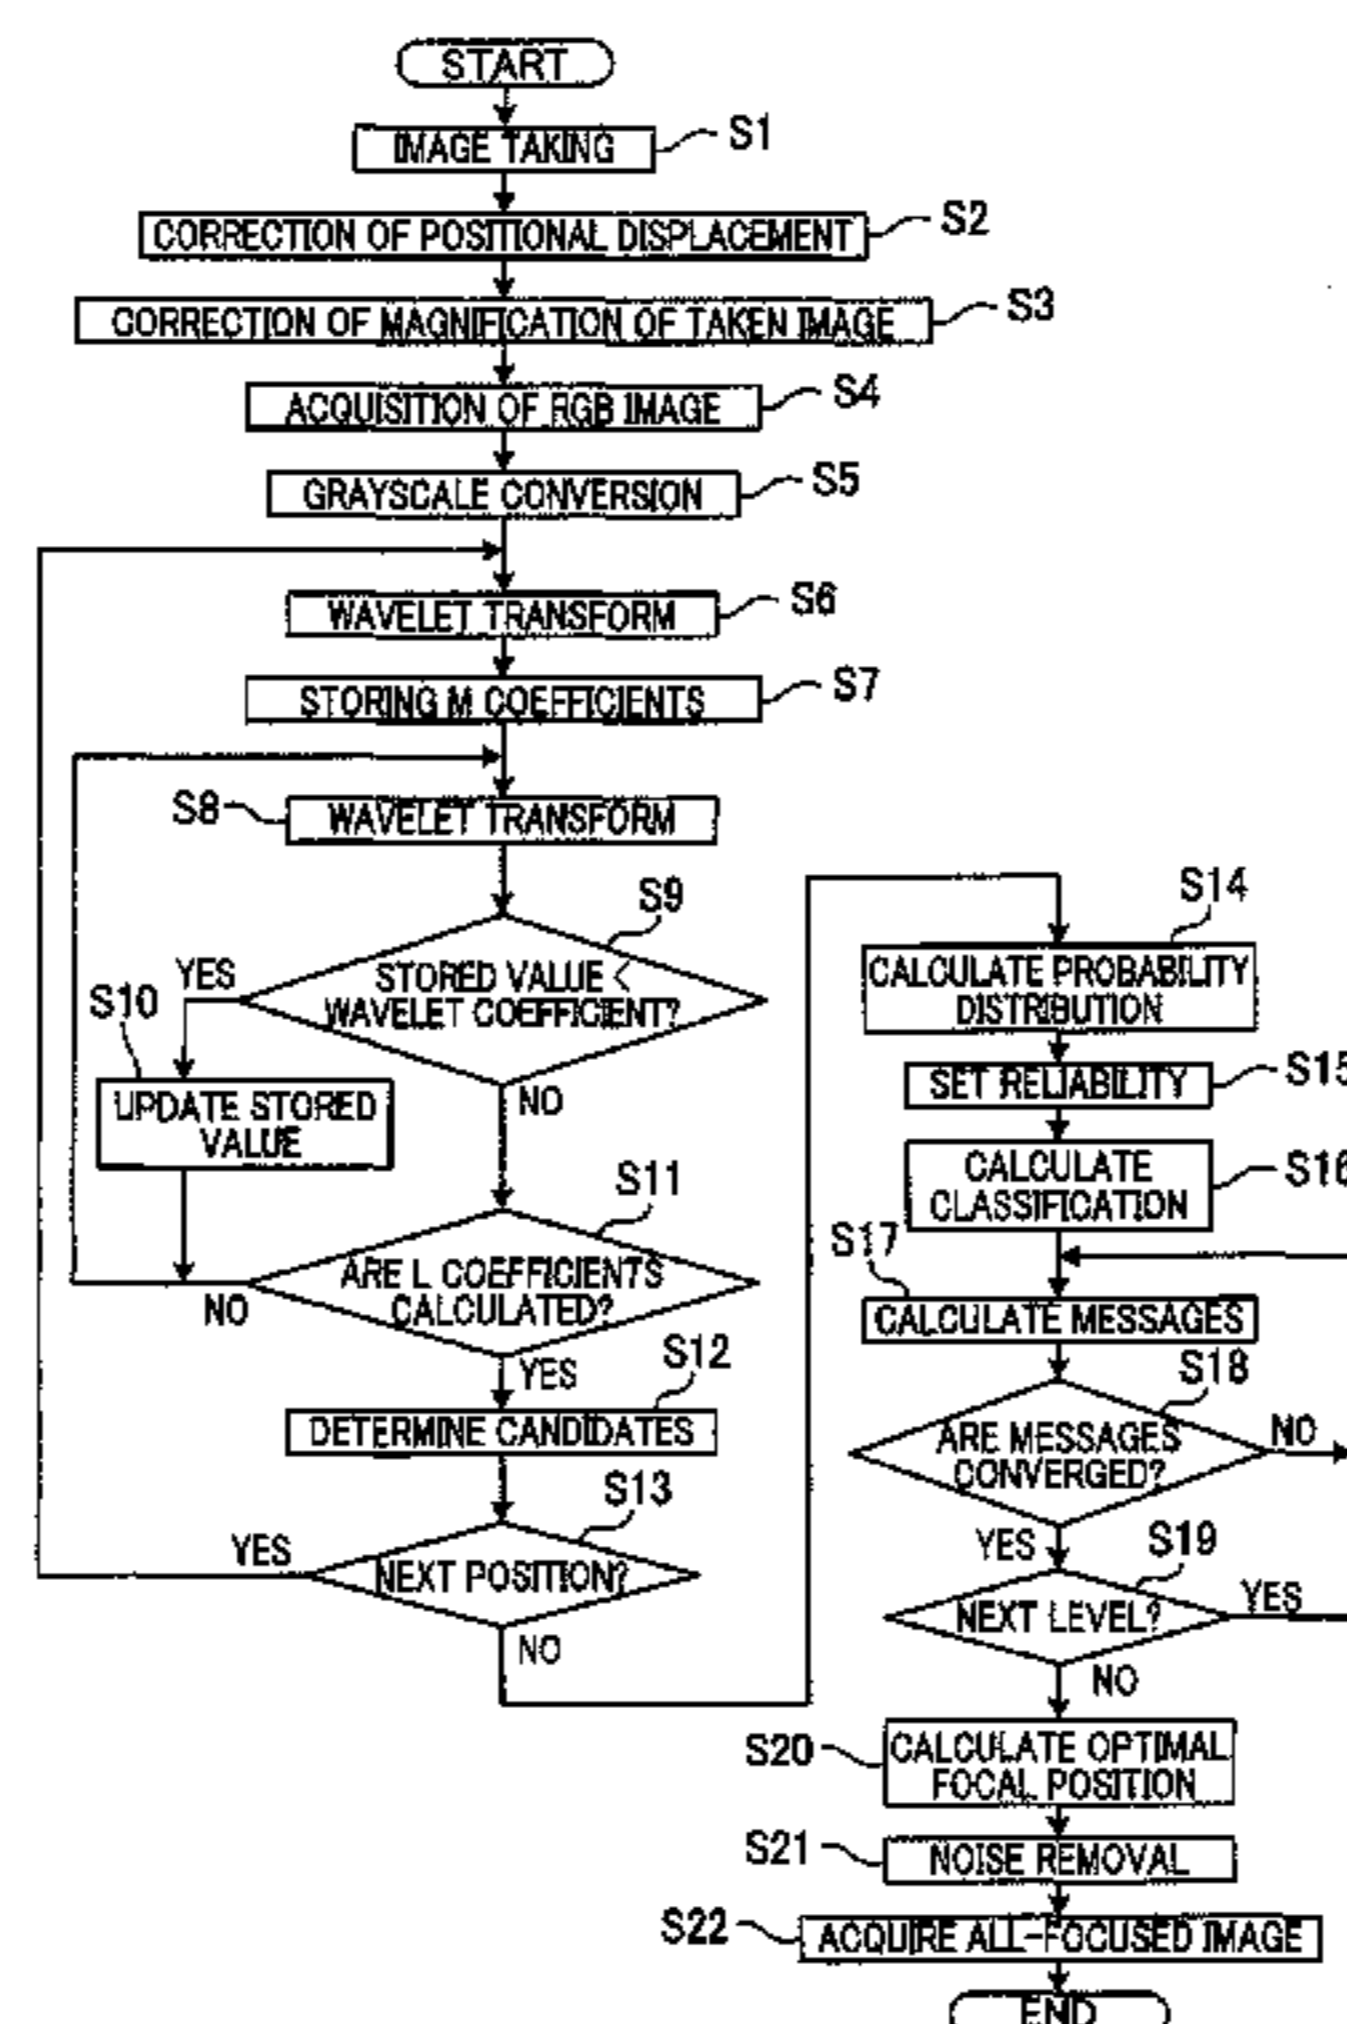 START
IMAGE TAKING
S1
CORRECTION OF POSITIONAL DISPLACEMENT
S2
CORRECTION OF MAGNIFICATION OF TAKEN IMAGE
S3
ACQUISITION OF RGB IMAGE
S4
GRAYSCALE CONVERSION
S5
WAVELET TRANSFORM
S6
STORING M COEFFICIENTS
S7
S8
WAVELET TRANSFORM
S9
STORED VALUE <
WAVELET COEFFICIENT?
YES
NO
S10
UPDATE STORED
VALUE
S11
ARE L COEFFICIENTS
CALCULATED?
NO
YES
S12
DETERMINE CANDIDATES
S13
NEXT POSITION?
YES
NO
S14
CALCULATE PROBABILITY
DISTRIBUTION
SET RELIABILITY
S15
CALCULATE
CLASSIFICATION
S16
S17
CALCULATE MESSAGES
S18
ARE MESSAGES
CONVERGED?
NO
YES
S19
NEXT LEVEL?
YES
NO
S20
CALCULATE OPTIMAL
FOCAL POSITION
S21
NOISE REMOVAL
S22
ACQUIRE ALL-FOCUSED IMAGE
END